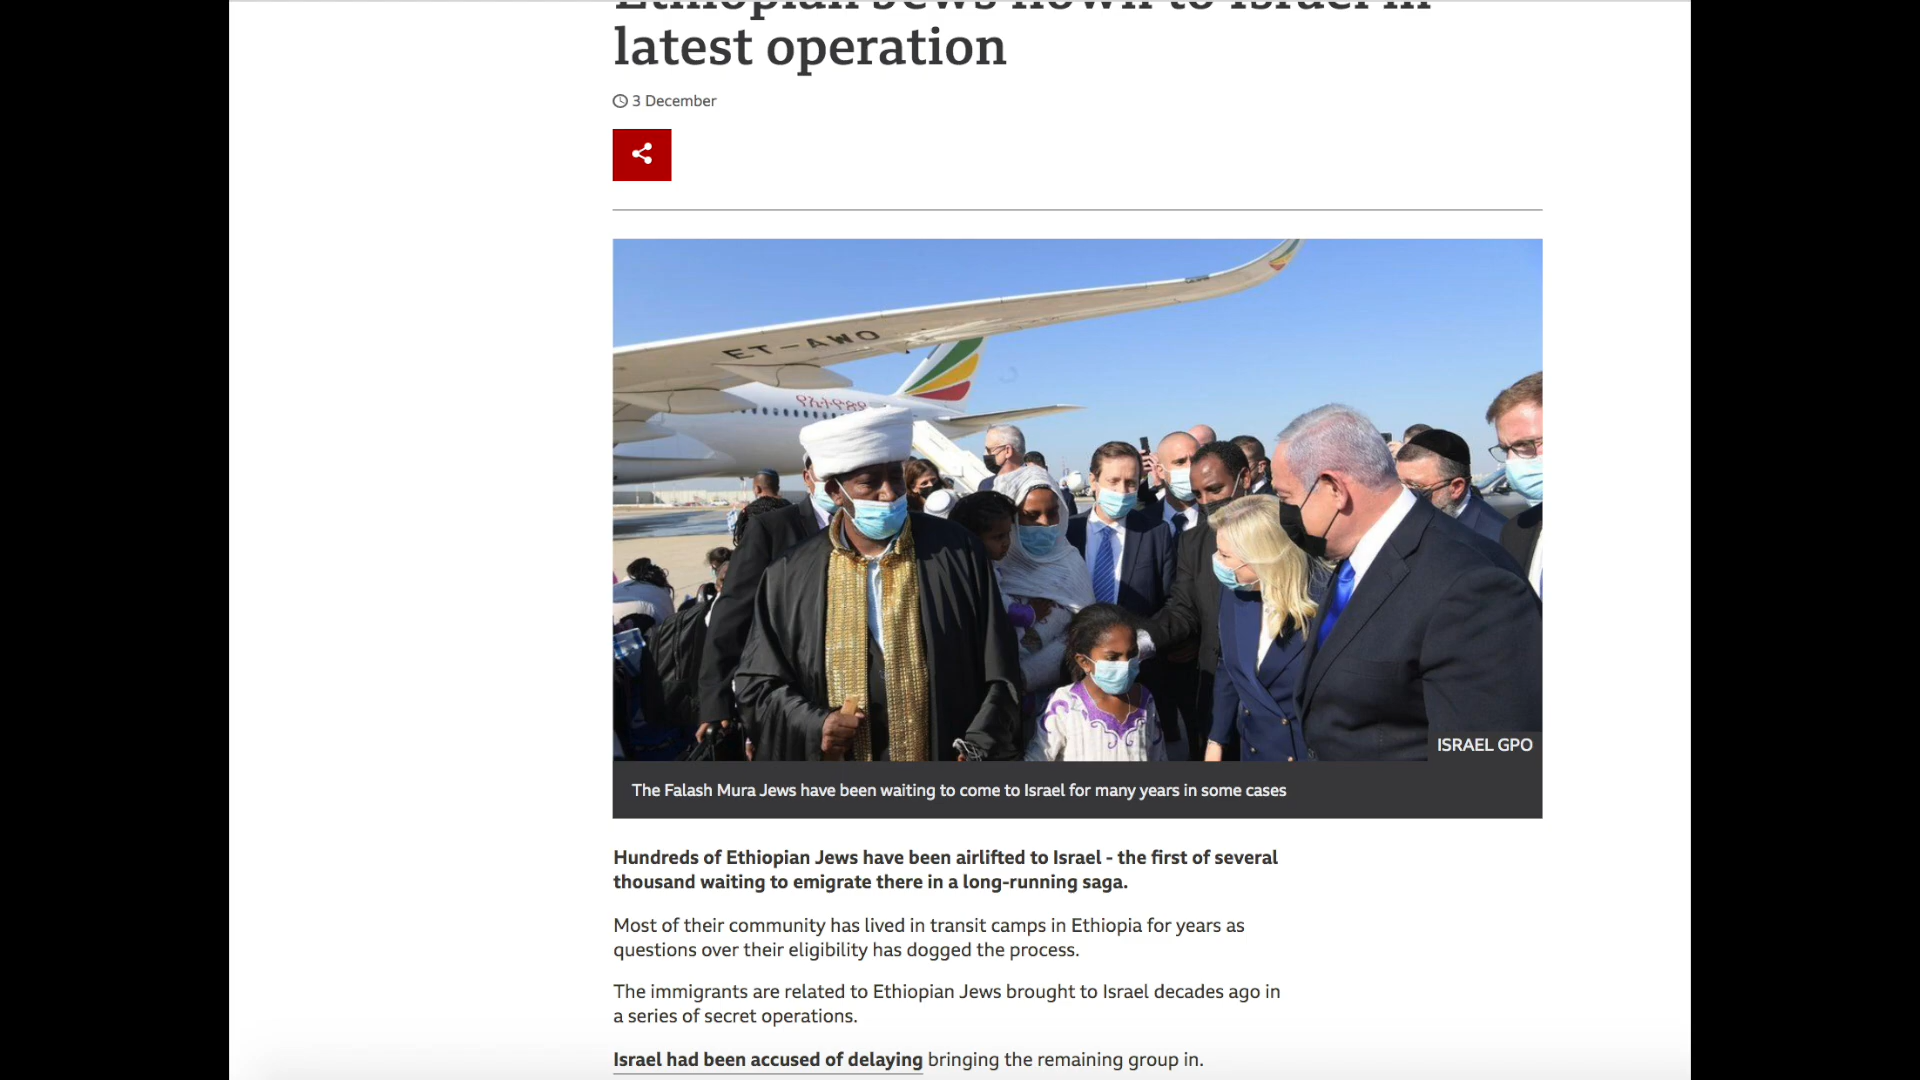 Ethiopian Jews flown to Israel in
latest operation
3 December
ET-AWO
የኢትዮጵያ
ISRAEL GPO
The Falash Mura Jews have been waiting to come to Israel for many years in some cases
Hundreds of Ethiopian Jews have been airlifted to Israel - the first of several
thousand waiting to emigrate there in a long-running saga.
Most of their community has lived in transit camps in Ethiopia for years as
questions over their eligibility has dogged the process.
The immigrants are related to Ethiopian Jews brought to Israel decades ago in
a series of secret operations.
Israel had been accused of delaying bringing the remaining group in.